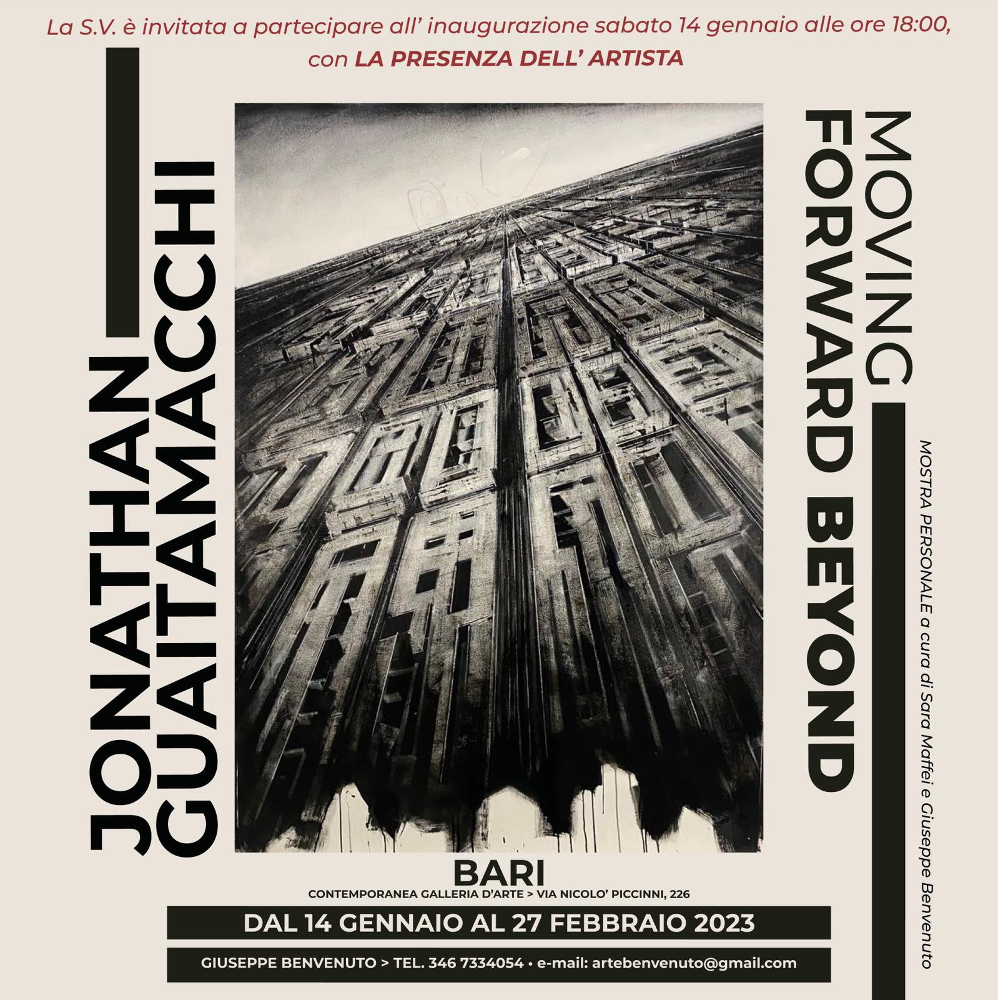 La S.V. è invitata a partecipare all’ inaugurazione sabato 14 gennaio alle ore 18:00,
con LA PRESENZA DELL’ ARTISTA
JONATHAN
GUAITAMACCHI
MOVING
FORWARD BEYOND
MOSTRA PERSONALE a cura di Sara Maffei e Giuseppe Benvenuto
BARI
CONTEMPORANEA GALLERIA D’ARTE > VIA NICOLO’ PICCINNI, 226
DAL 14 GENNAIO AL 27 FEBBRAIO 2023
GIUSEPPE BENVENUTO > TEL. 346 7334054 • e-mail: artebenvenuto@gmail.com